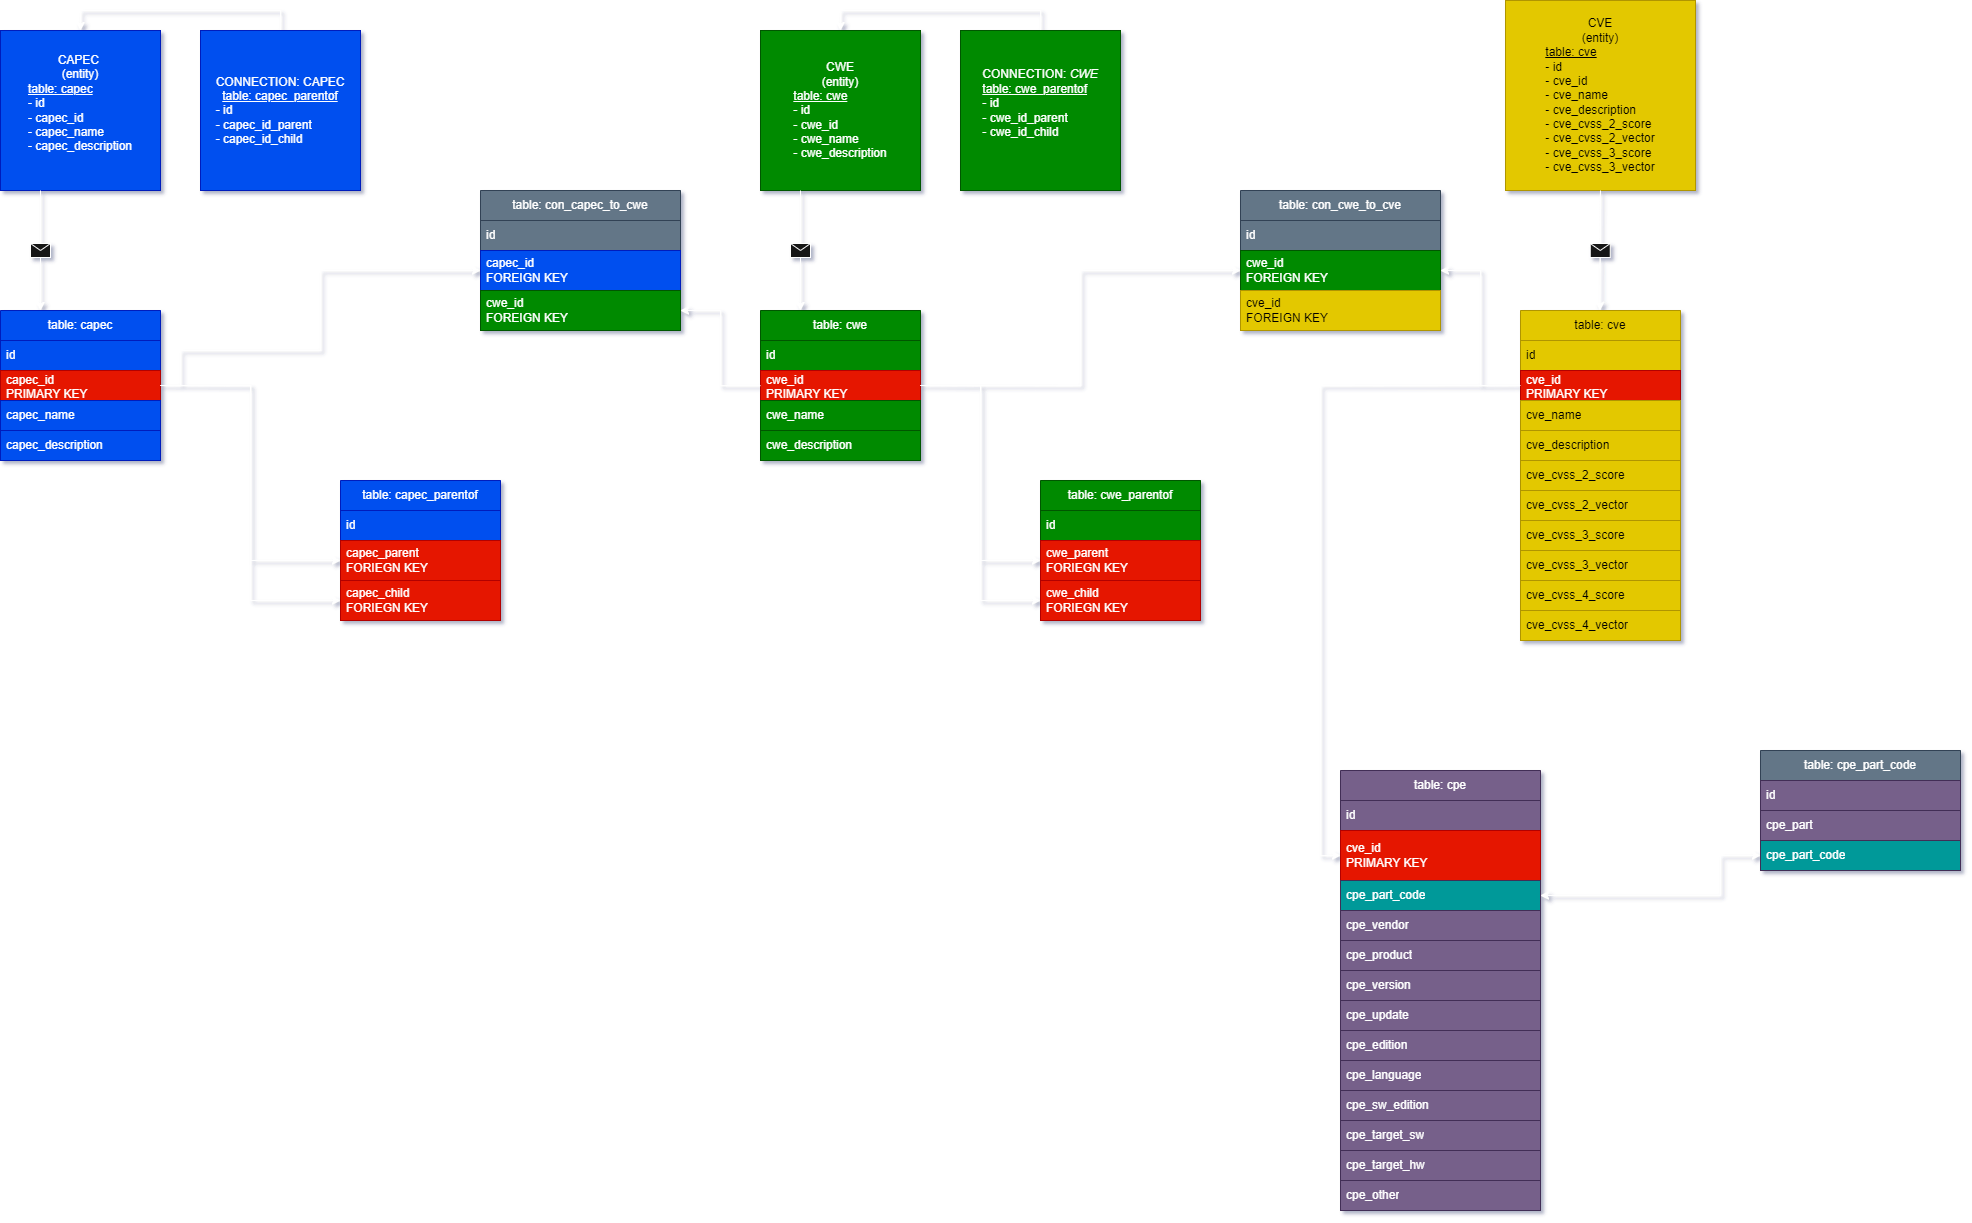 CAPEC
(entity)
table: capec
- id
- capec_id
- capec_name
- capec_description
CONNECTION: CAPEC
table: capec_parentof
- id
- capec_id_parent
- capec_id_child
CWE
(entity)
table: cwe
- id
- cwe_id
- cwe_name
- cwe_description
CONNECTION: CWE
table: cwe_parentof
- id
- cwe_id_parent
- cwe_id_child
CVE
(entity)
table: cve
- id
- cve_id
- cve_name
- cve_description
- cve_cvss_2_score
- cve_cvss_2_vector
- cve_cvss_3_score
- cve_cvss_3_vector
table: con_capec_to_cwe
id
capec_id
FOREIGN KEY
cwe_id
FOREIGN KEY
table: con_cwe_to_cve
id
cwe_id
FOREIGN KEY
cve_id
FOREIGN KEY
table: capec
id
capec_id
PRIMARY KEY
capec_name
capec_description
table: cwe
id
cwe_id
PRIMARY KEY
cwe_name
cwe_description
table: cve
id
cve_id
PRIMARY KEY
cve_name
cve_description
cve_cvss_2_score
cve_cvss_2_vector
cve_cvss_3_score
cve_cvss_3_vector
cve_cvss_4_score
cve_cvss_4_vector
table: capec_parentof
id
capec_parent
FORIEGN KEY
capec_child
FORIEGN KEY
table: cwe_parentof
id
cwe_parent
FORIEGN KEY
cwe_child
FORIEGN KEY
table: cpe
id
cve_id
PRIMARY KEY
cpe_part_code
cpe_vendor
cpe_product
cpe_version
cpe_update
cpe_edition
cpe_language
cpe_sw_edition
cpe_target_sw
cpe_target_hw
cpe_other
table: cpe_part_code
id
cpe_part
cpe_part_code